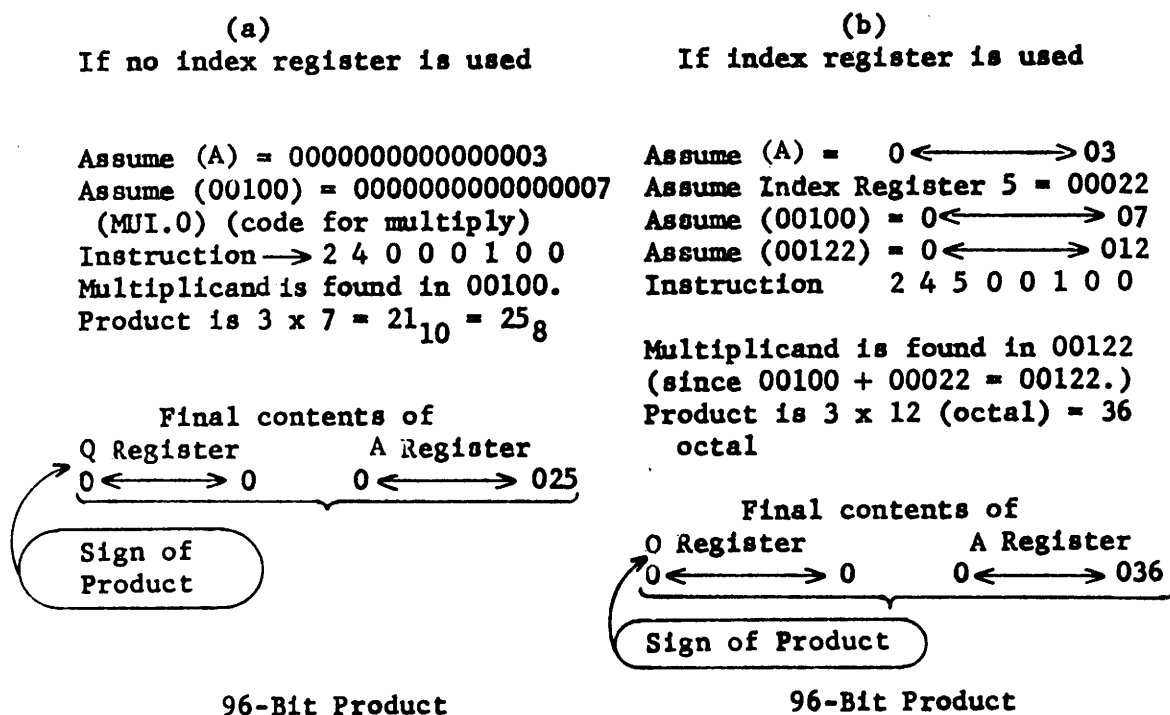 (a)
If no index register is used
Assume (A) = 0000000000000003
Assume (00100) = 0000000000000007
(MUI.0) (code for multiply)
Instruction → 2 4 0 0 0 1 0 0
Multiplicand is found in 00100.
Product is 3 x 7 = 21₁₀ = 25₈
Final contents of
Q Register A Register
0 ⟷ 0 0 ⟷ 025
Sign of
Product
96-Bit Product
(b)
If index register is used
Assume (A) = 0 ⟷ 03
Assume Index Register 5 = 00022
Assume (00100) = 0 ⟷ 07
Assume (00122) = 0 ⟷ 012
Instruction 2 4 5 0 0 1 0 0
Multiplicand is found in 00122
(since 00100 + 00022 = 00122.)
Product is 3 x 12 (octal) = 36
octal
Final contents of
Q Register A Register
0 ⟷ 0 0 ⟷ 036
Sign of Product
96-Bit Product